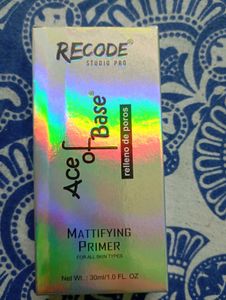 RECODE®
STUDIO PRO
Ace of Base®
relleno de poros
MATTIFYING
PRIMER
FOR ALL SKIN TYPES
Net Wt.: 30ml/1.0 FL. OZ